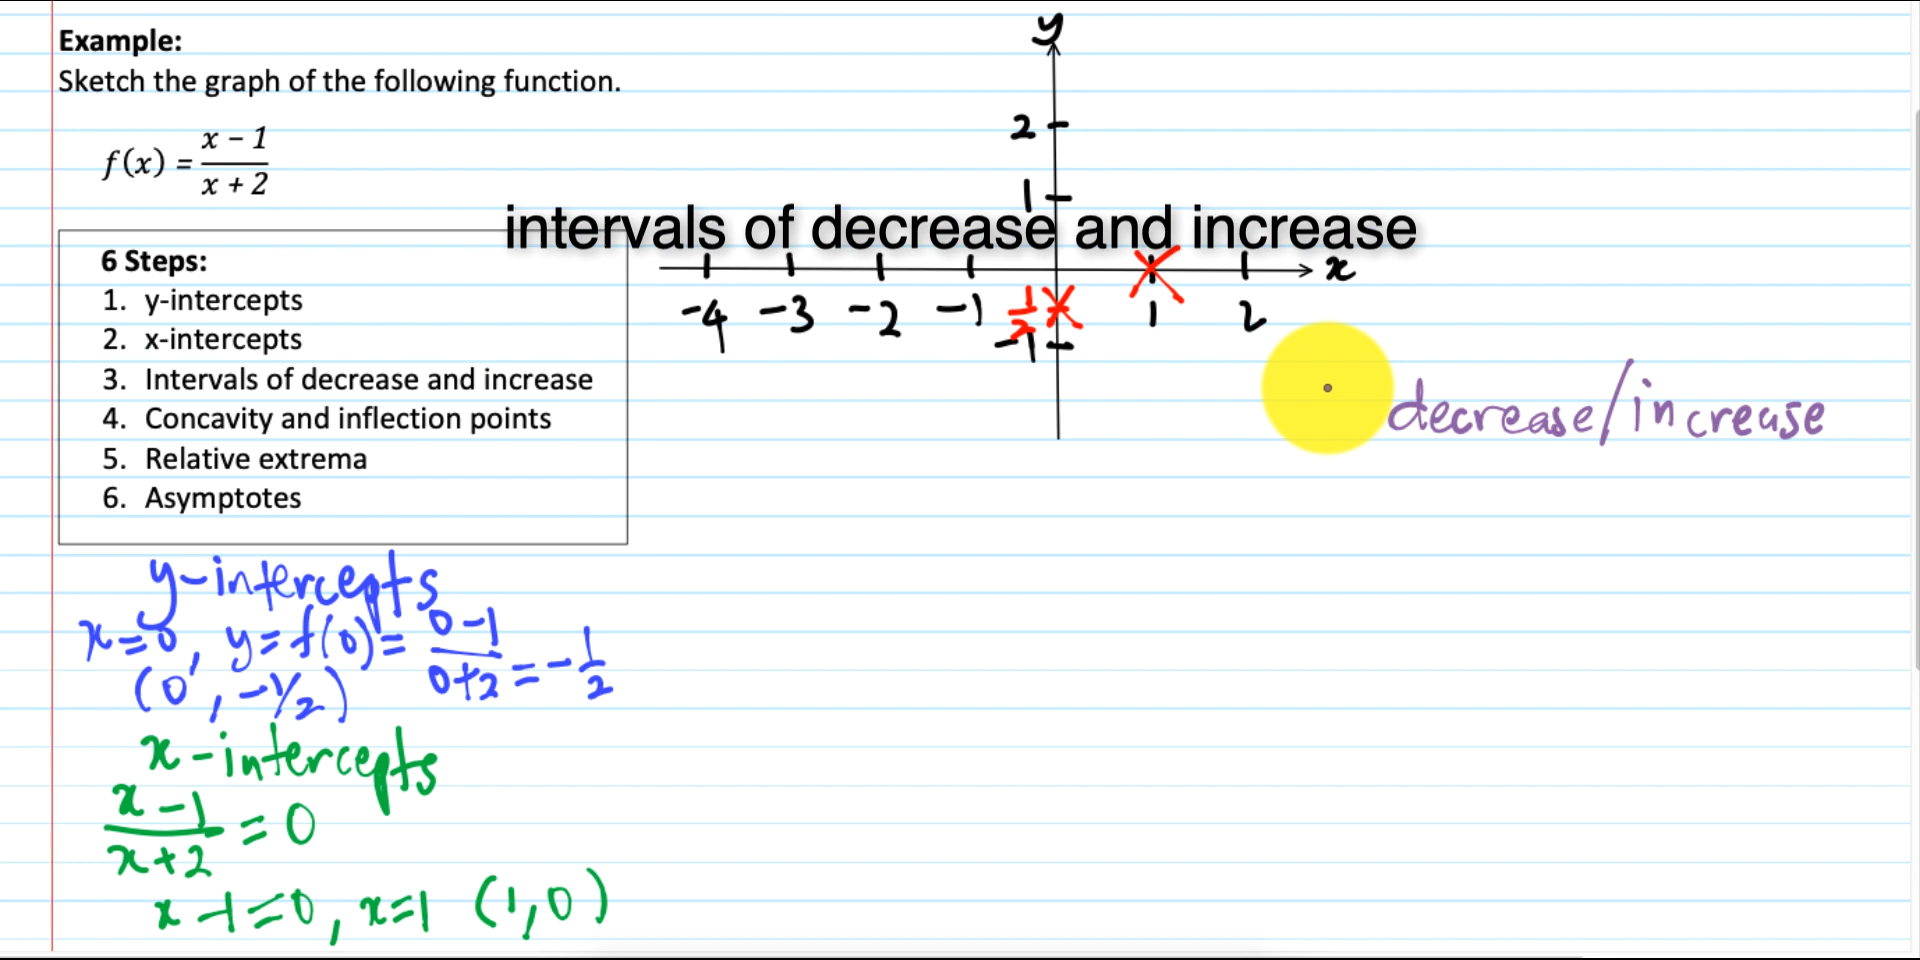 Example:
Sketch the graph of the following function.
f(x) = (x - 1)/(x + 2)
intervals of decrease and increase
6 Steps:
1. y-intercepts
2. x-intercepts
3. Intervals of decrease and increase
4. Concavity and inflection points
5. Relative extrema
6. Asymptotes
y
2
1
x
-4 -3 -2 -1 1 2
-1/2
-1
decrease/increase
y-intercepts
x=0, y=f(0)= (0-1)/(0+2) = -1/2
(0, -1/2)
x-intercepts
(x-1)/(x+2) = 0
x-1=0, x=1 (1,0)